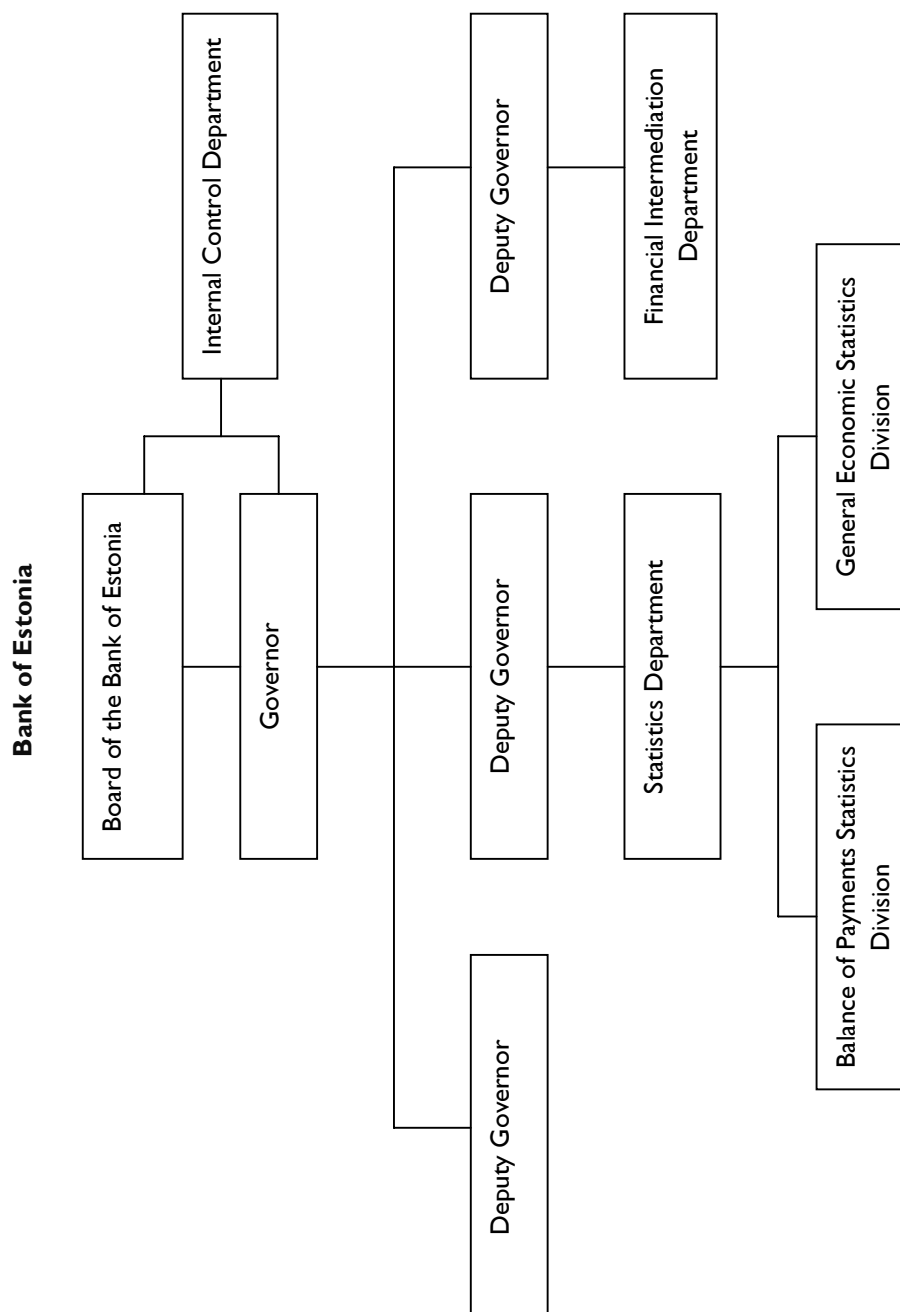 Bank of Estonia
Board of the Bank of Estonia
Internal Control Department
Governor
Deputy Governor
Deputy Governor
Deputy Governor
Statistics Department
Financial Intermediation
Department
Balance of Payments Statistics
Division
General Economic Statistics
Division